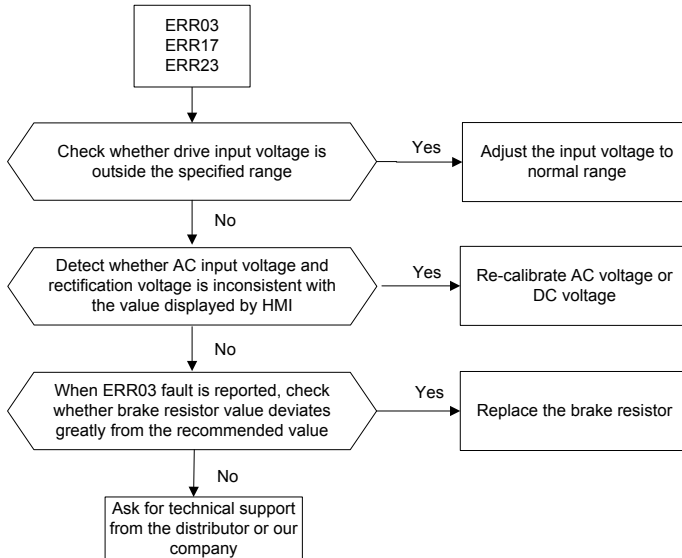 ERR03
ERR17
ERR23
Check whether drive input voltage is
outside the specified range
Yes
Adjust the input voltage to
normal range
No
Detect whether AC input voltage and
rectification voltage is inconsistent with
the value displayed by HMI
Yes
Re-calibrate AC voltage or
DC voltage
No
When ERR03 fault is reported, check
whether brake resistor value deviates
greatly from the recommended value
Yes
Replace the brake resistor
No
Ask for technical support
from the distributor or our
company